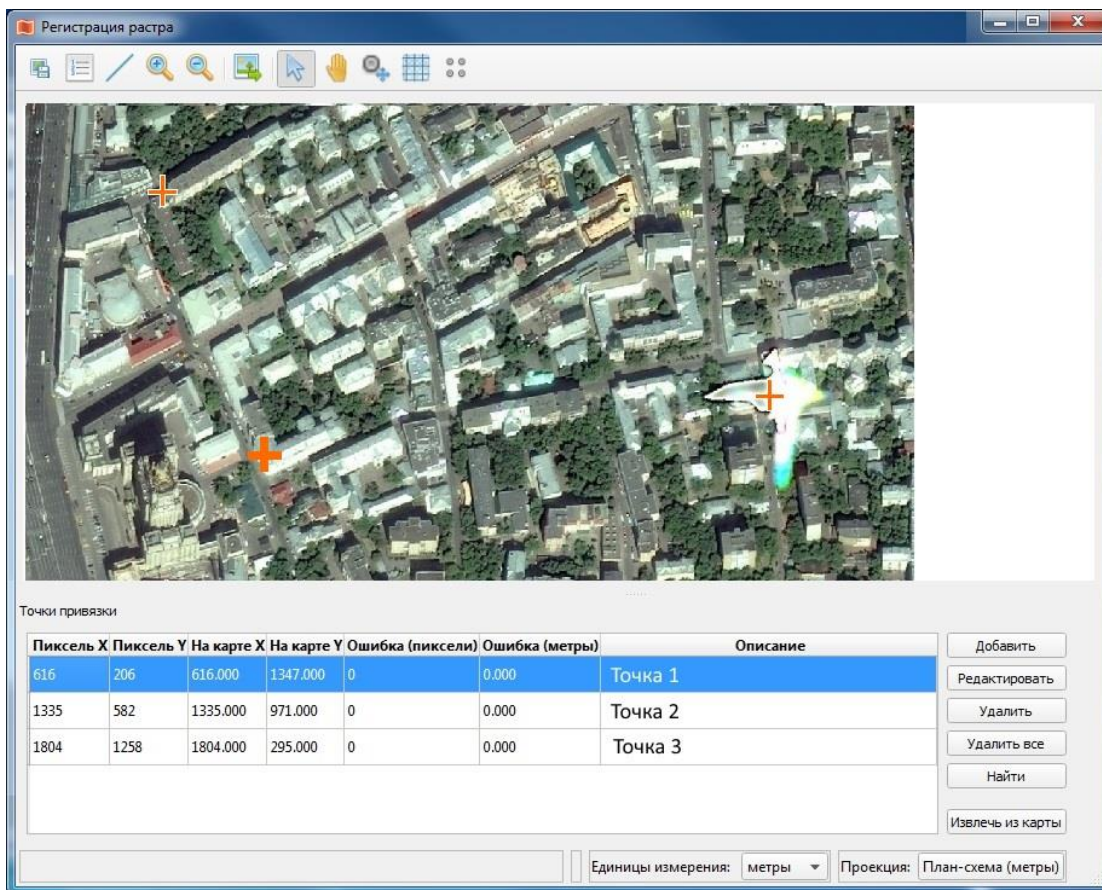 Регистрация растра
Точки привязки
Пиксель X Пиксель Y На карте X На карте Y Ошибка (пиксели) Ошибка (метры) Описание
616 206 616.000 1347.000 0 0.000 Точка 1
1335 582 1335.000 971.000 0 0.000 Точка 2
1804 1258 1804.000 295.000 0 0.000 Точка 3
Добавить
Редактировать
Удалить
Удалить все
Найти
Извлечь из карты
Единицы измерения: метры Проекция: План-схема (метры)